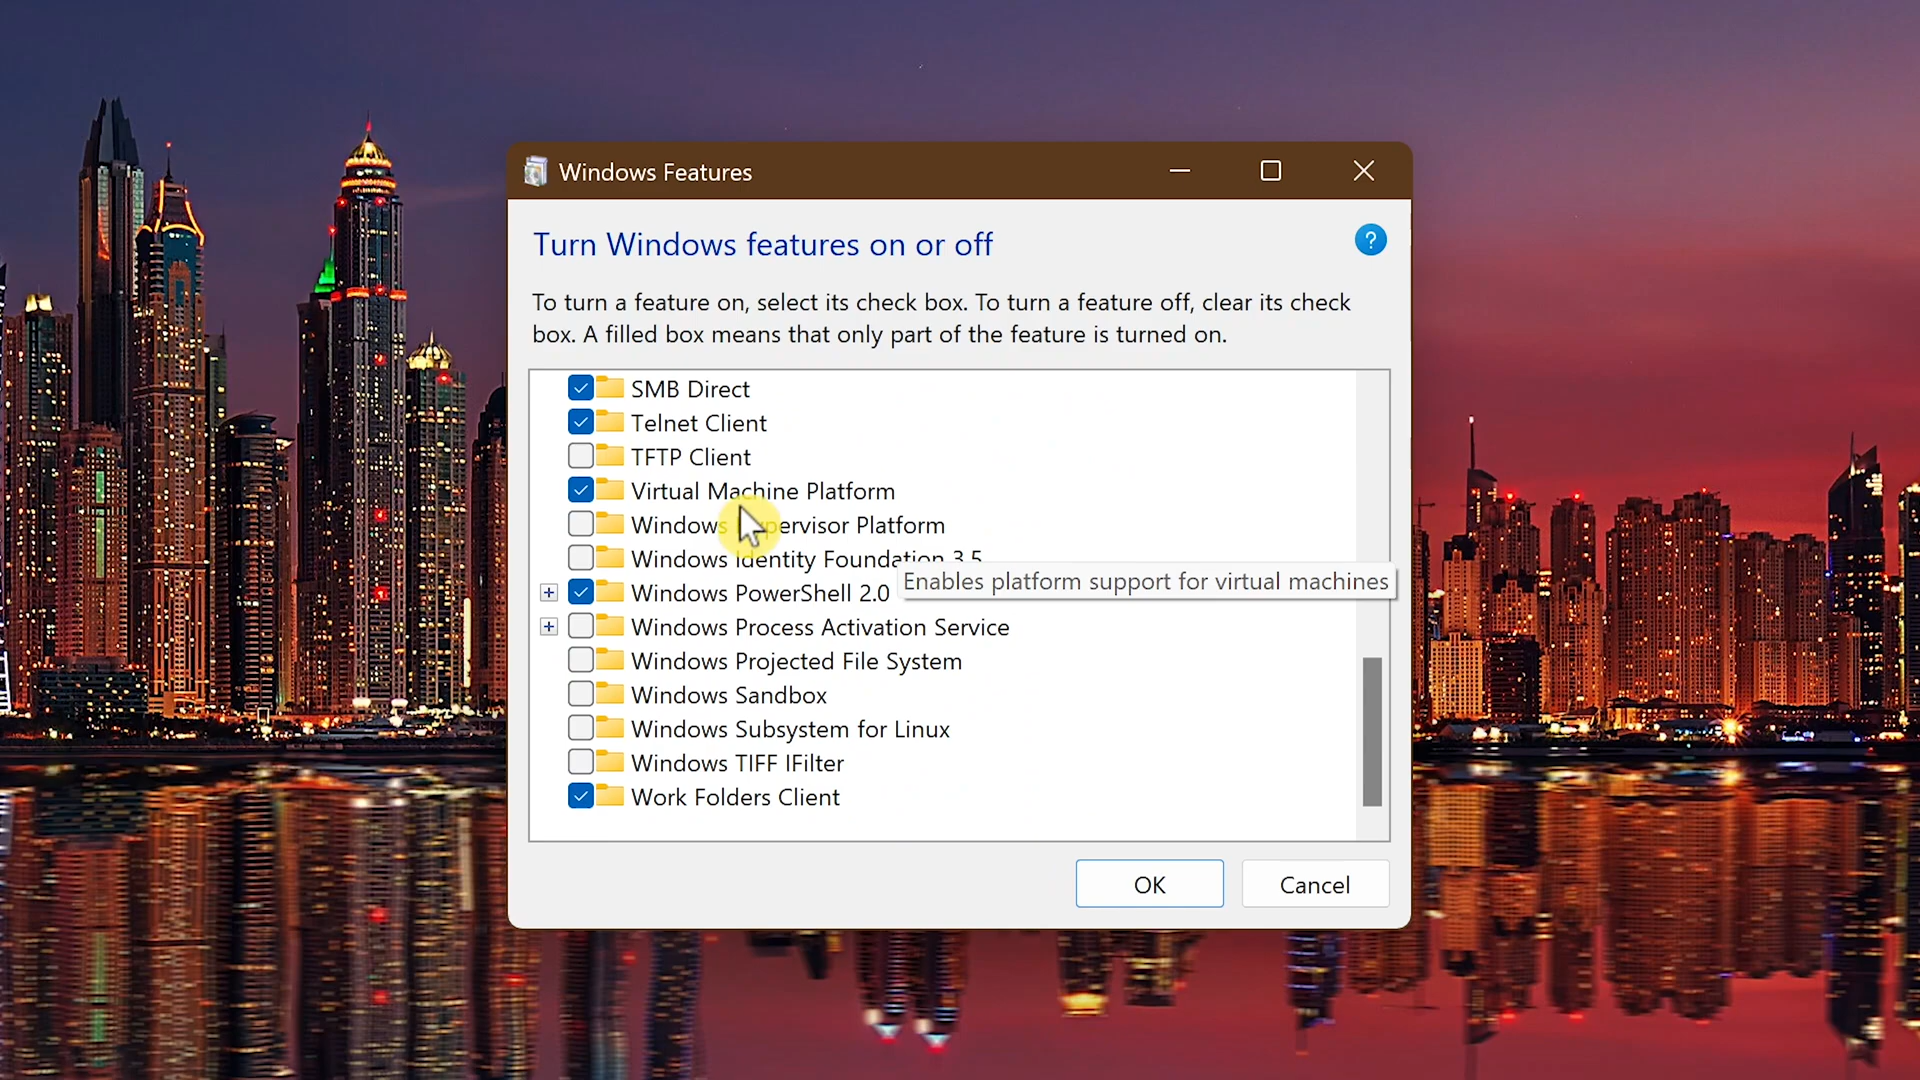 Windows Features
Turn Windows features on or off
?
To turn a feature on, select its check box. To turn a feature off, clear its check
box. A filled box means that only part of the feature is turned on.
SMB Direct
Telnet Client
TFTP Client
Virtual Machine Platform
Windows Platform
Windows Identity Foundation 3.5
Enables platform support for virtual machines
Windows PowerShell 2.0
Windows Process Activation Service
Windows Projected File System
Windows Sandbox
Windows Subsystem for Linux
Windows TIFF IFilter
Work Folders Client
OK
Cancel